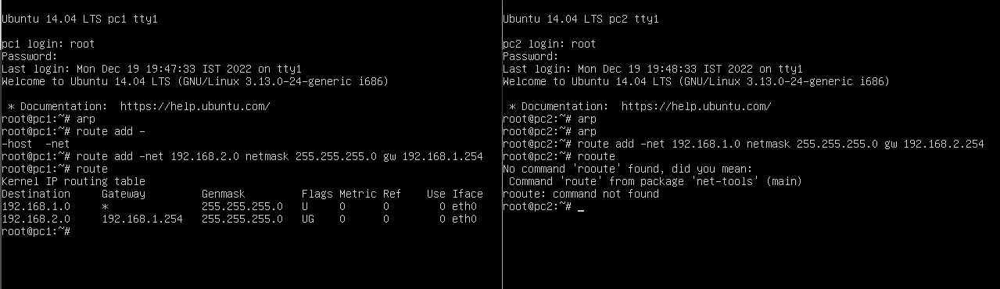 Ubuntu 14.04 LTS pc1 tty1
pc1 login: root
Password:
Last login: Mon Dec 19 19:47:33 IST 2022 on tty1
Welcome to Ubuntu 14.04 LTS (GNU/Linux 3.13.0-24-generic i686)
* Documentation:  https://help.ubuntu.com/
root@pc1:~# arp
root@pc1:~# route add -
-host  -net
root@pc1:~# route add -net 192.168.2.0 netmask 255.255.255.0 gw 192.168.1.254
root@pc1:~# route
Kernel IP routing table
Destination     Gateway         Genmask         Flags Metric Ref    Use Iface
192.168.1.0     *               255.255.255.0   U     0      0        0 eth0
192.168.2.0     192.168.1.254   255.255.255.0   UG    0      0        0 eth0
root@pc1:~#
Ubuntu 14.04 LTS pc2 tty1
pc2 login: root
Password:
Last login: Mon Dec 19 19:48:33 IST 2022 on tty1
Welcome to Ubuntu 14.04 LTS (GNU/Linux 3.13.0-24-generic i686)
* Documentation:  https://help.ubuntu.com/
root@pc2:~# arp
root@pc2:~# arp
root@pc2:~# route add -net 192.168.1.0 netmask 255.255.255.0 gw 192.168.2.254
root@pc2:~# rooute
No command 'rooute' found, did you mean:
Command 'route' from package 'net-tools' (main)
rooute: command not found
root@pc2:~# _